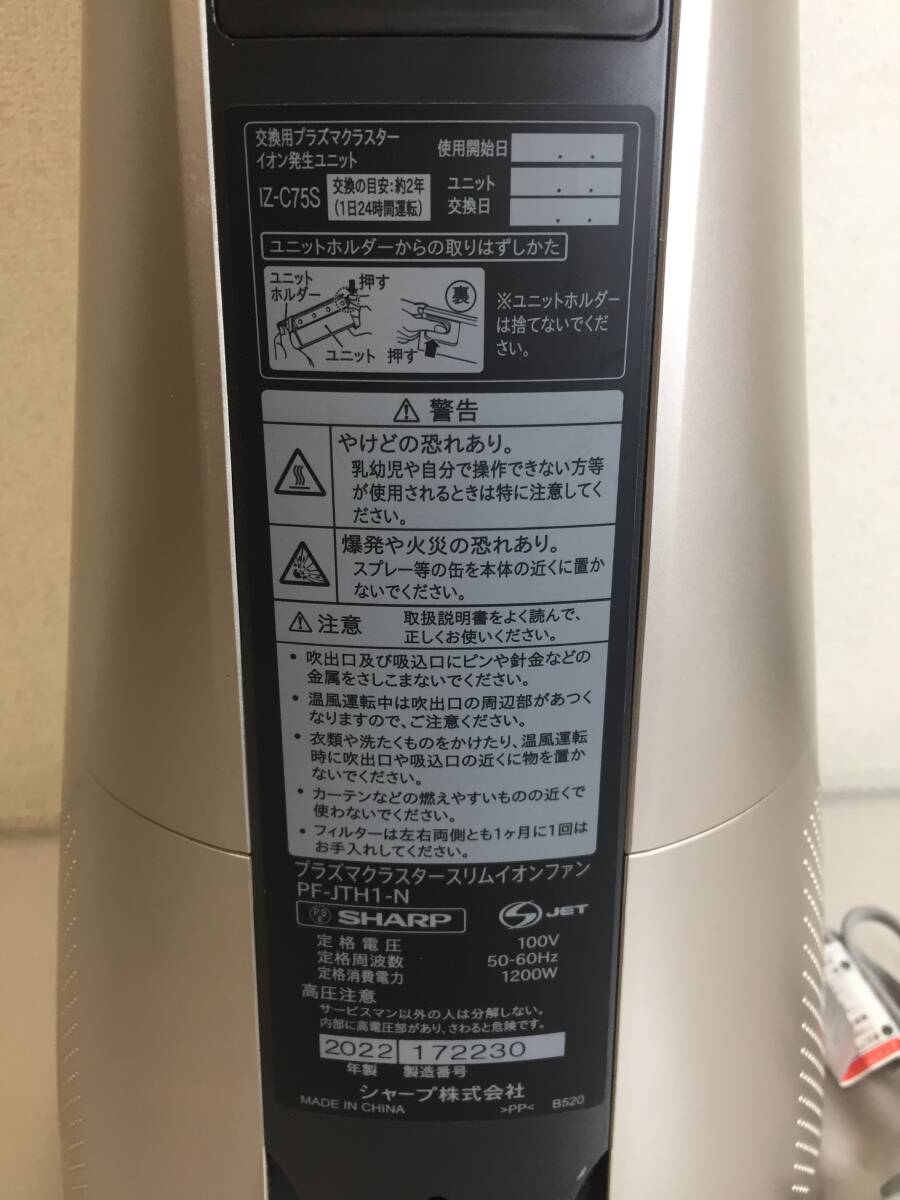 交換用プラズマクラスター
イオン発生ユニット
IZ-C75S
交換の目安:約2年
(1日24時間運転)
使用開始日 . .
ユニット
交換日
. .
. .
ユニットホルダーからの取りはずしかた
ユニット
ホルダー
押す
ユニット
裏
押す
※ユニットホルダー
は捨てないでくだ
さい。
⚠ 警告
やけどの恐れあり。
乳幼児や自分で操作できない方等
が使用されるときは特に注意してく
ださい。
爆発や火災の恐れあり。
スプレー等の缶を本体の近くに置か
ないでください。
⚠ 注意
取扱説明書をよく読んで、
正しくお使いください。
• 吹出口及び吸込口にピンや針金などの
金属をさしこまないでください。
• 温風運転中は吹出口の周辺部があつく
なりますので、ご注意ください。
• 衣類や洗たくものをかけたり、温風運転
時に吹出口や吸込口の近くに物を置か
ないでください。
• カーテンなどの燃えやすいものの近くで
使わないでください。
• フィルターは左右両側とも1ヶ月に1回は
お手入れしてください。
プラズマクラスタースリムイオンファン
PF-JTH1-N
PS E SHARP
S JET
定格電圧 100V
定格周波数 50-60Hz
定格消費電力 1200W
高圧注意
サービスマン以外の人は分解しない。
内部に高電圧部があり、さわると危険です。
2022 172230
年製 製造番号
シャープ株式会社
MADE IN CHINA >PP< B520